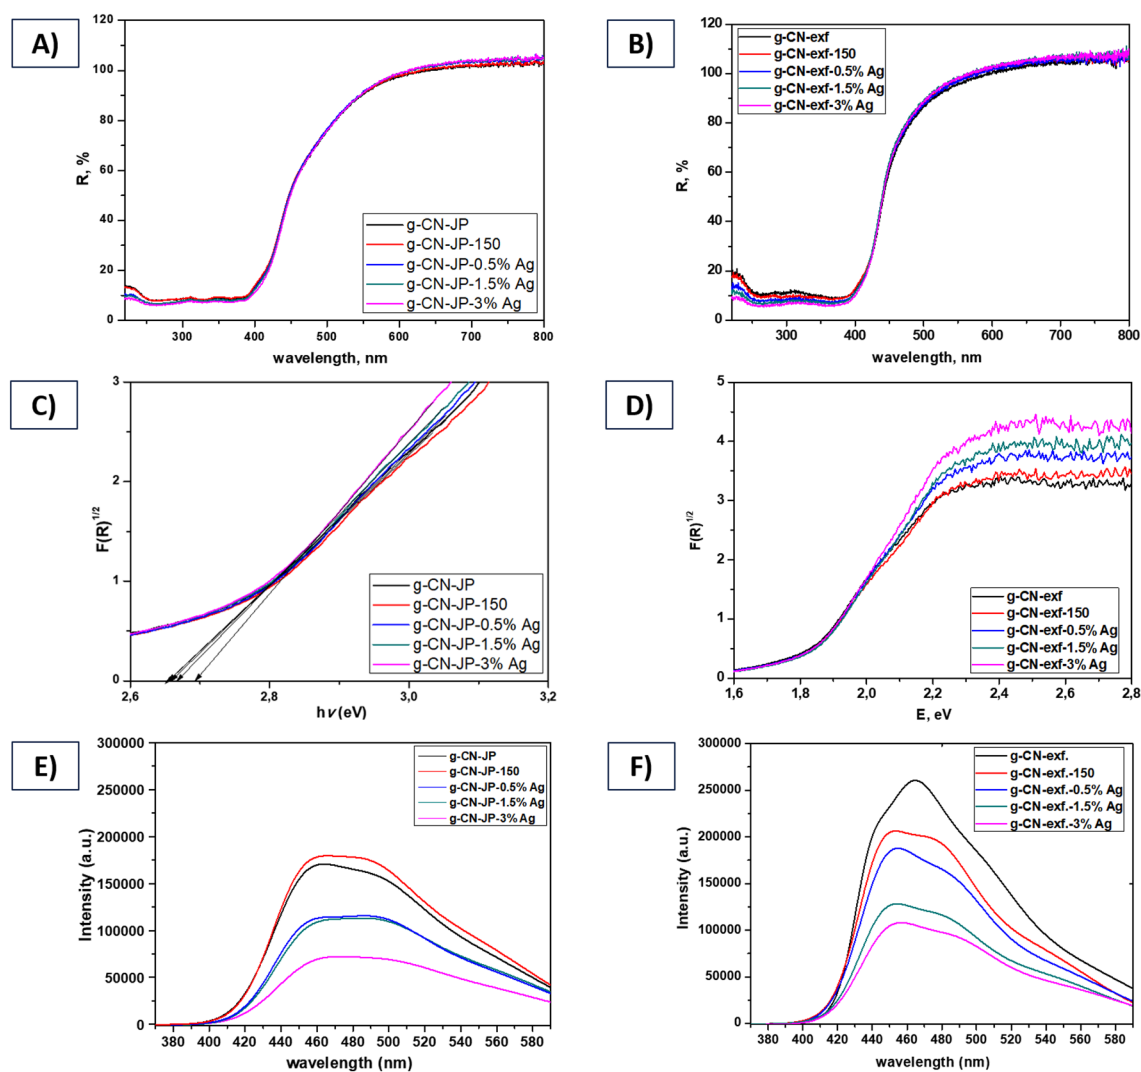 A)
120
100
80
60
40
20
0
R, %
300
400
500
600
700
800
wavelength, nm
g-CN-JP
g-CN-JP-150
g-CN-JP-0.5% Ag
g-CN-JP-1.5% Ag
g-CN-JP-3% Ag
B)
120
100
80
60
40
20
0
R, %
300
400
500
600
700
800
wavelength, nm
g-CN-exf
g-CN-exf-150
g-CN-exf-0.5% Ag
g-CN-exf-1.5% Ag
g-CN-exf-3% Ag
C)
3
2
1
0
F(R)1/2
2,6
2,8
3,0
3,2
hν (eV)
g-CN-JP
g-CN-JP-150
g-CN-JP-0.5% Ag
g-CN-JP-1.5% Ag
g-CN-JP-3% Ag
D)
5
4
3
2
1
0
F(R)1/2
1,6
1,8
2,0
2,2
2,4
2,6
2,8
E, eV
g-CN-exf
g-CN-exf-150
g-CN-exf-0.5% Ag
g-CN-exf-1.5% Ag
g-CN-exf-3% Ag
E)
300000
250000
200000
150000
100000
50000
0
Intensity (a.u.)
380 400 420 440 460 480 500 520 540 560 580
wavelength (nm)
g-CN-JP
g-CN-JP-150
g-CN-JP-0.5% Ag
g-CN-JP-1.5% Ag
g-CN-JP-3% Ag
F)
300000
250000
200000
150000
100000
50000
0
Intensity (a.u.)
380 400 420 440 460 480 500 520 540 560 580
wavelength (nm)
g-CN-exf.
g-CN-exf.-150
g-CN-exf.-0.5% Ag
g-CN-exf.-1.5% Ag
g-CN-exf.-3% Ag